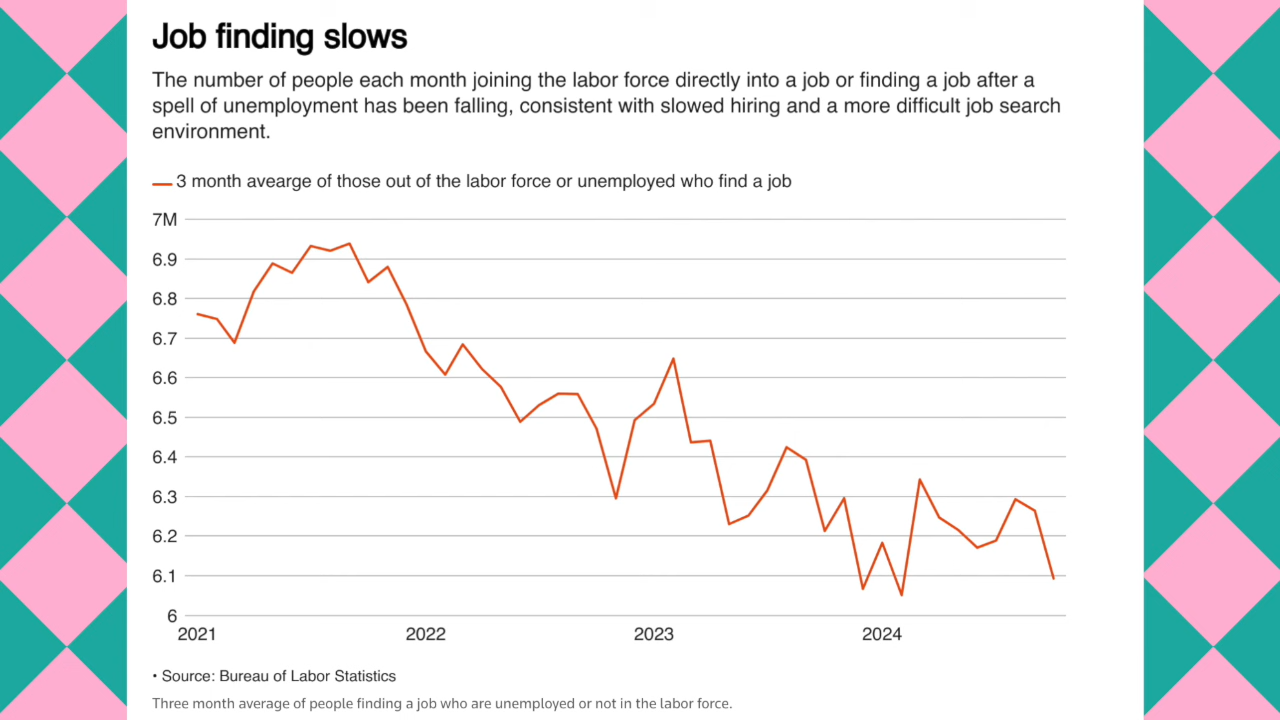 Job finding slows
The number of people each month joining the labor force directly into a job or finding a job after a
spell of unemployment has been falling, consistent with slowed hiring and a more difficult job search
environment.
3 month avearge of those out of the labor force or unemployed who find a job
7M
6.9
6.8
6.7
6.6
6.5
6.4
6.3
6.2
6.1
6
2021 2022 2023 2024
• Source: Bureau of Labor Statistics
Three month average of people finding a job who are unemployed or not in the labor force.